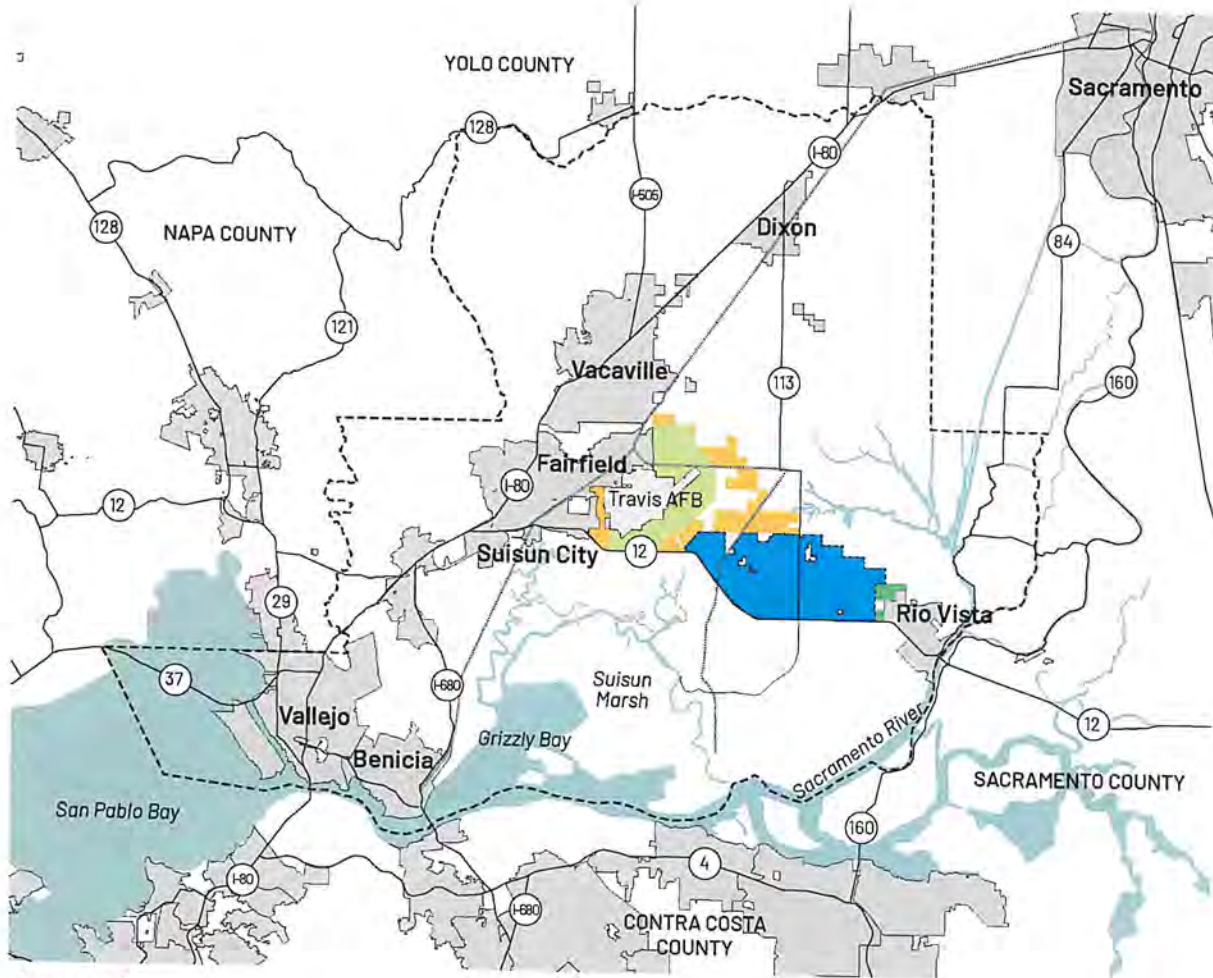 YOLO COUNTY
Sacramento
128
I-80
I-505
128
NAPA COUNTY
Dixon
84
121
Vacaville
113
160
Fairfield
I-80
Travis AFB
12
12
Suisun City
29
Rio Vista
37
I-680
Suisun
Marsh
Vallejo
Grizzly Bay
12
Benicia
Sacramento River
SACRAMENTO COUNTY
San Pablo Bay
160
4
I-80
I-680
CONTRA COSTA
COUNTY